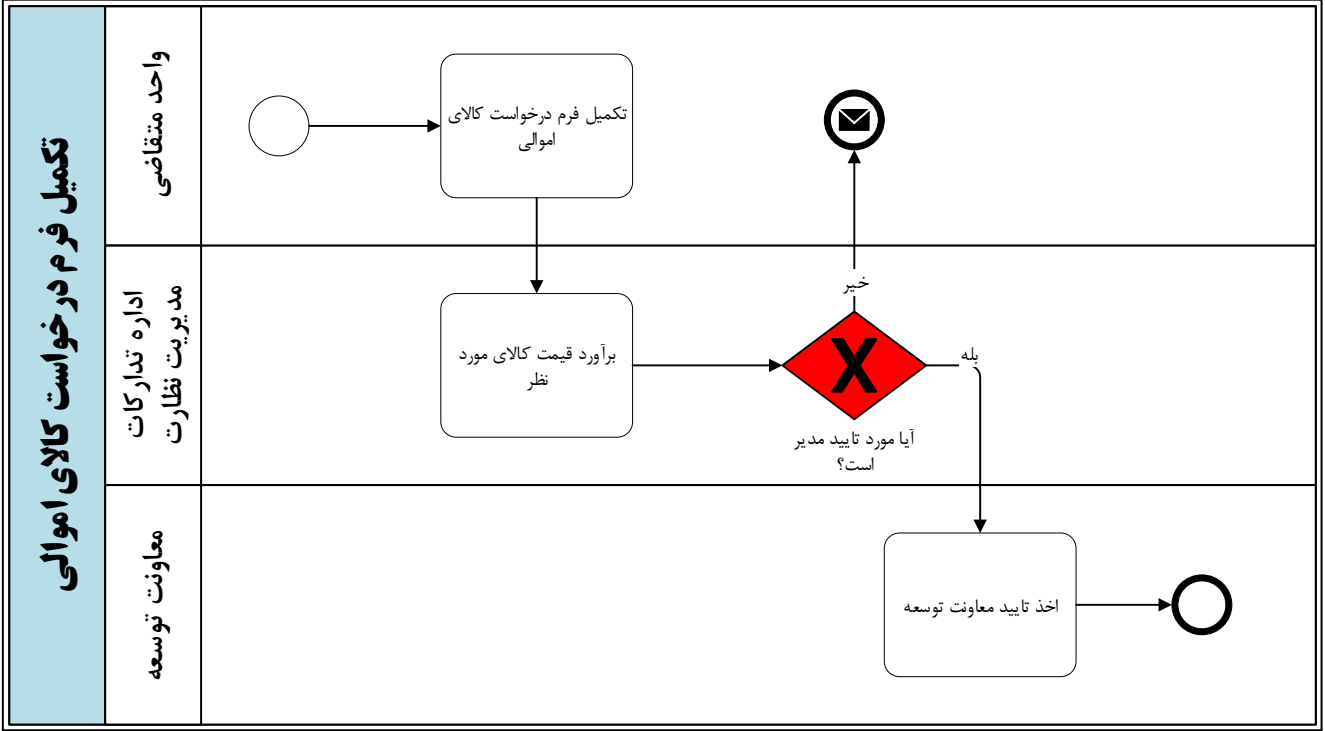 تکمیل فرم درخواست کالای اموالی
واحد متقاضی
تکمیل فرم درخواست کالای
اموالی
اداره تدارکات
مدیریت نظارت
برآورد قیمت کالای مورد
نظر
خیر
بله
X
آیا مورد تایید مدیر
است؟
معاونت توسعه
اخذ تایید معاونت توسعه